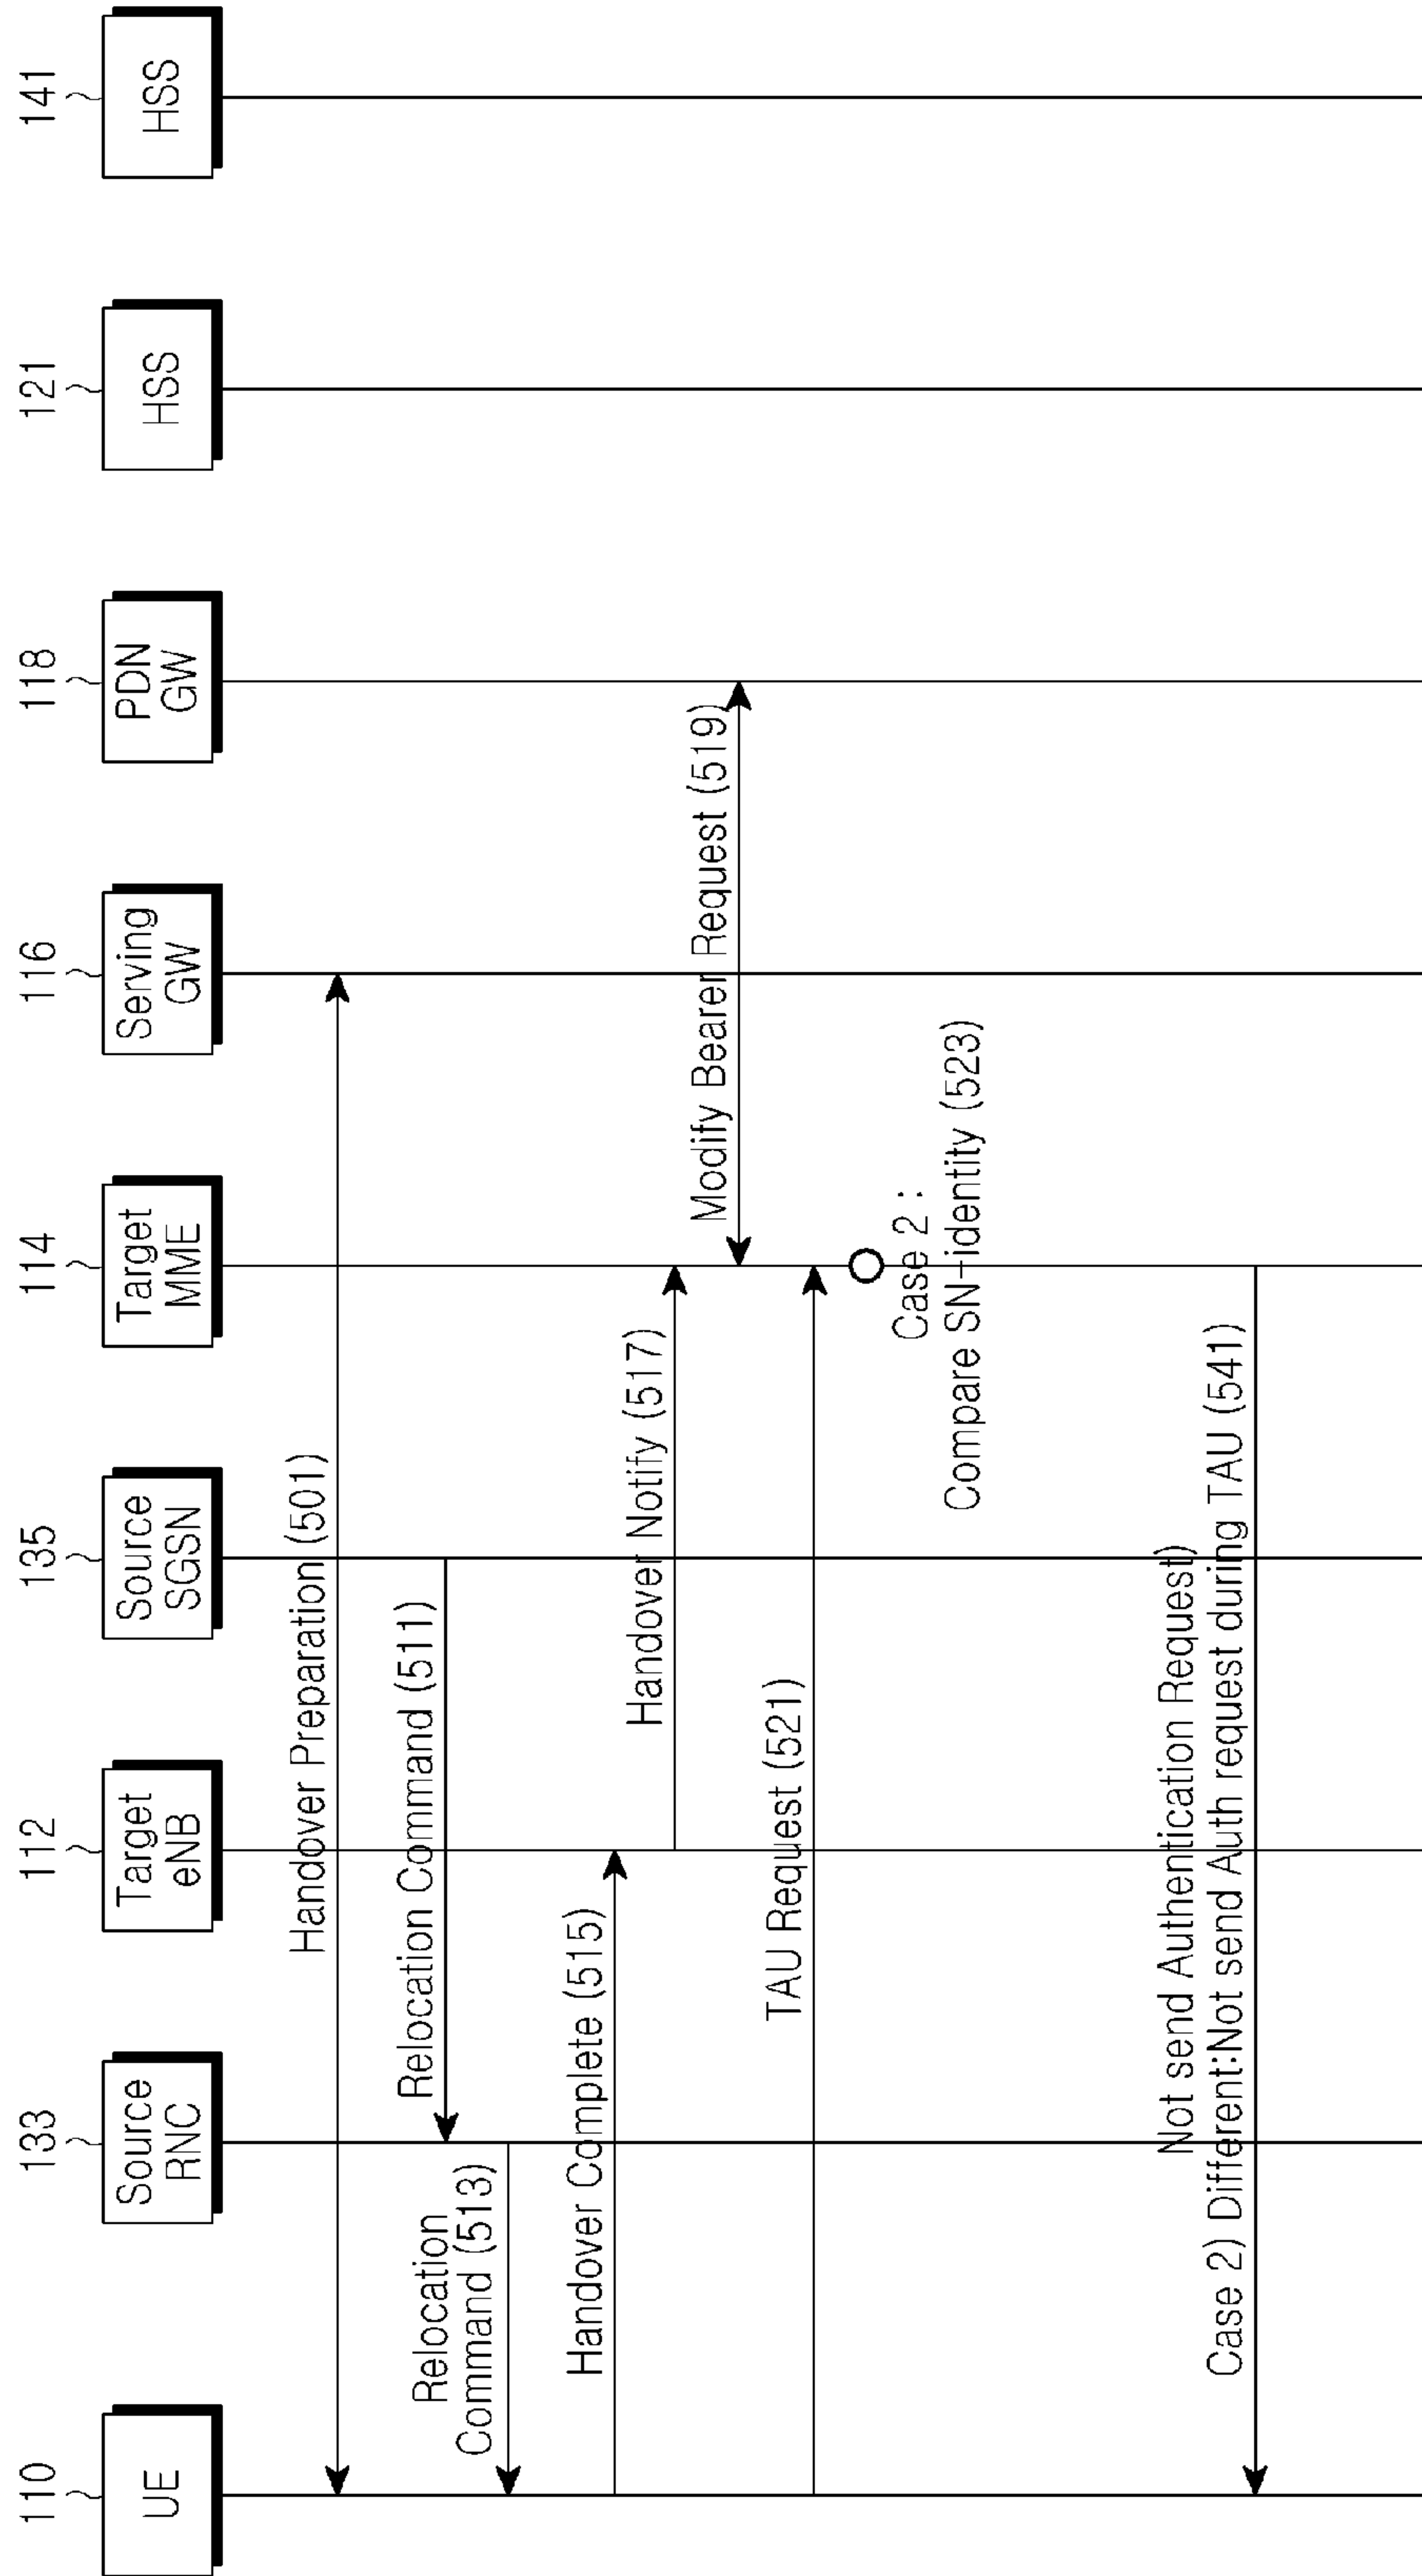 110
133
112
135
114
116
118
121
141
UE
Source
RNC
Target
eNB
Source
SGSN
Target
MME
Serving
GW
PDN
GW
HSS
HSS
Handover Preparation (501)
Relocation Command (511)
Relocation
Command (513)
Handover Complete (515)
Handover Notify (517)
Modify Bearer Request (519)
TAU Request (521)
Case 2 :
Compare SN-identity (523)
Not send Authentication Request)
Case 2) Different:Not send Auth request during TAU (541)